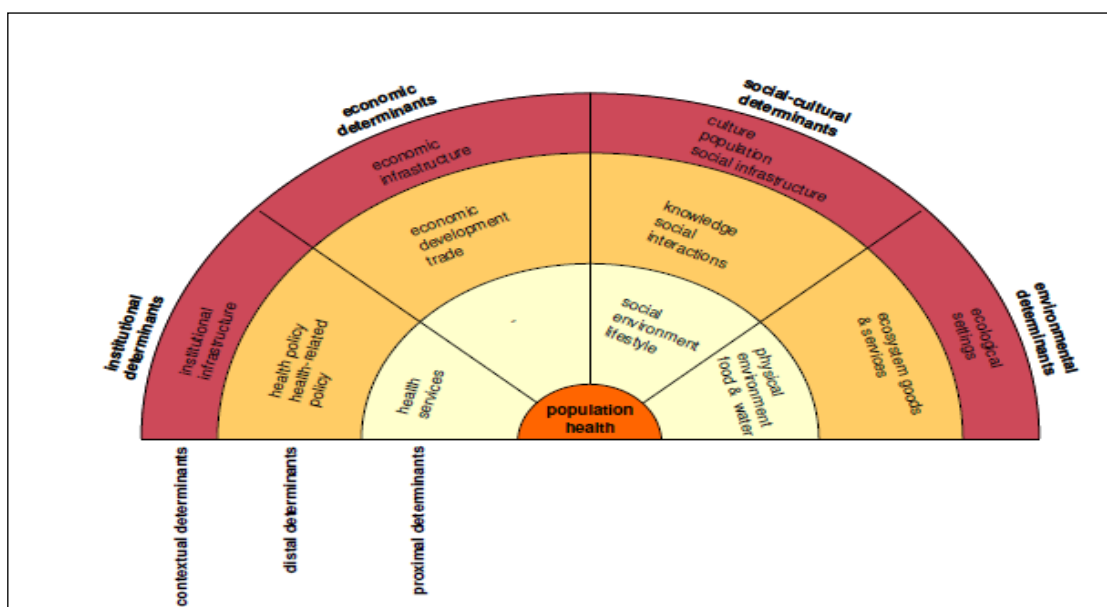 economic
determinants
social-cultural
determinants
institutional
determinants
environmental
determinants
economic
infrastructure
culture
population
social infrastructure
institutional
infrastructure
ecological
settings
economic
development
trade
knowledge
social
interactions
health policy
health-related
policy
ecosystem goods
& services
-
social
environment
lifestyle
health
services
physical
environment
food & water
population
health
contextual determinants
distal determinants
proximal determinants